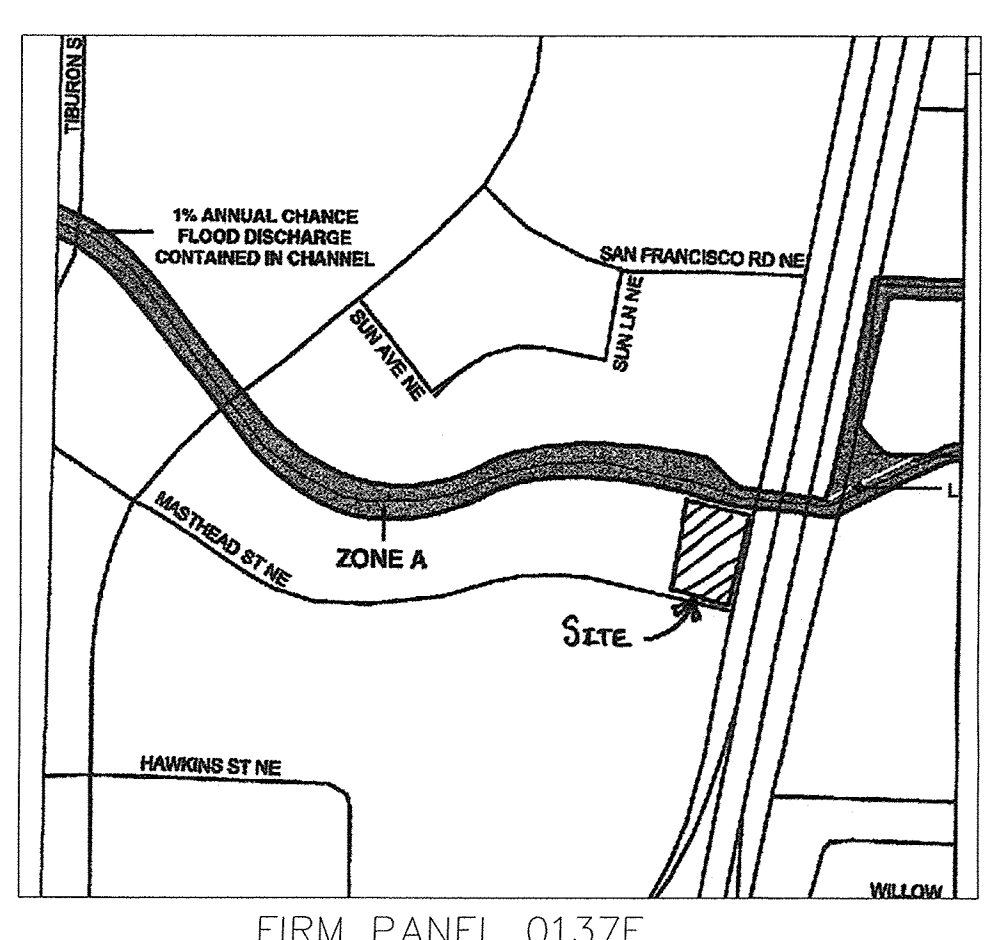 TIBURON S
1% ANNUAL CHANCE
FLOOD DISCHARGE
CONTAINED IN CHANNEL
SAN FRANCISCO RD NE
SUN LN NE
SUN AVE NE
L
MASTHEAD ST NE
ZONE A
SITE
HAWKINS ST NE
WILLOW
FIRM PANEL 0137F